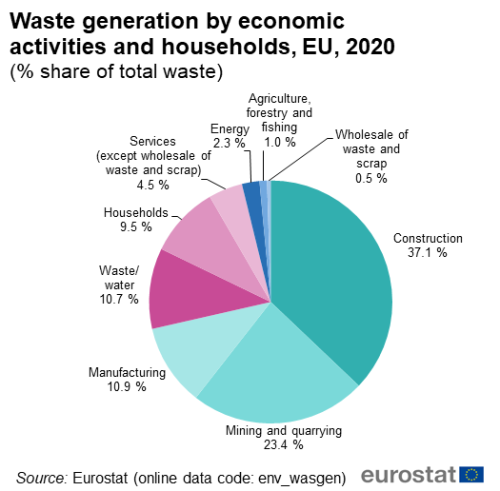 Waste generation by economic
activities and households, EU, 2020
(% share of total waste)
Agriculture,
forestry and
fishing
1.0 %
Energy
2.3 %
Wholesale of
waste and
scrap
0.5 %
Services
(except wholesale of
waste and scrap)
4.5 %
Households
9.5 %
Construction
37.1 %
Waste/
water
10.7 %
Manufacturing
10.9 %
Mining and quarrying
23.4 %
Source: Eurostat (online data code: env_wasgen)
eurostat